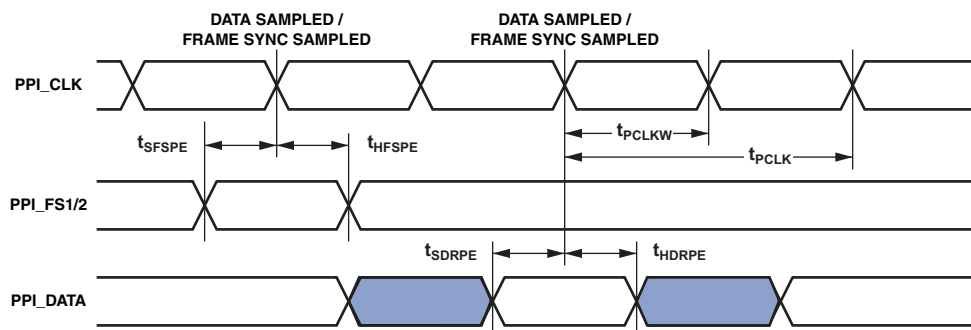 DATA SAMPLED /
FRAME SYNC SAMPLED
DATA SAMPLED /
FRAME SYNC SAMPLED
PPI_CLK
tSFSPE
tHFSPE
tPCLKW
tPCLK
PPI_FS1/2
tSDRPE
tHDRPE
PPI_DATA